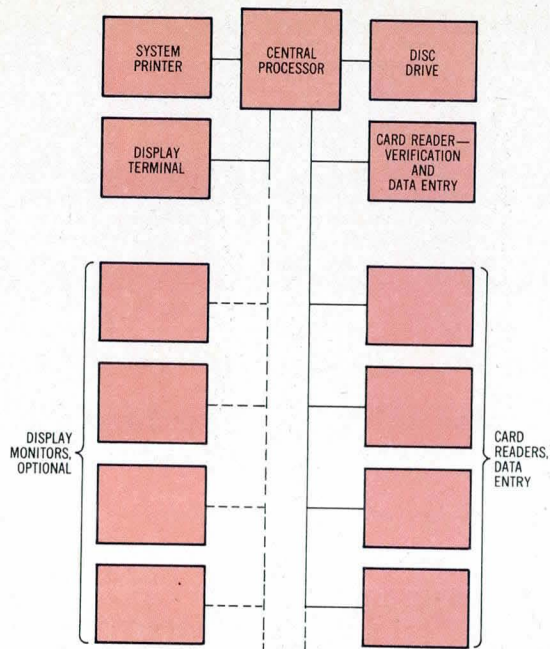 SYSTEM
PRINTER
CENTRAL
PROCESSOR
DISC
DRIVE
DISPLAY
TERMINAL
CARD READER—
VERIFICATION
AND
DATA ENTRY
DISPLAY
MONITORS,
OPTIONAL
CARD
READERS,
DATA
ENTRY